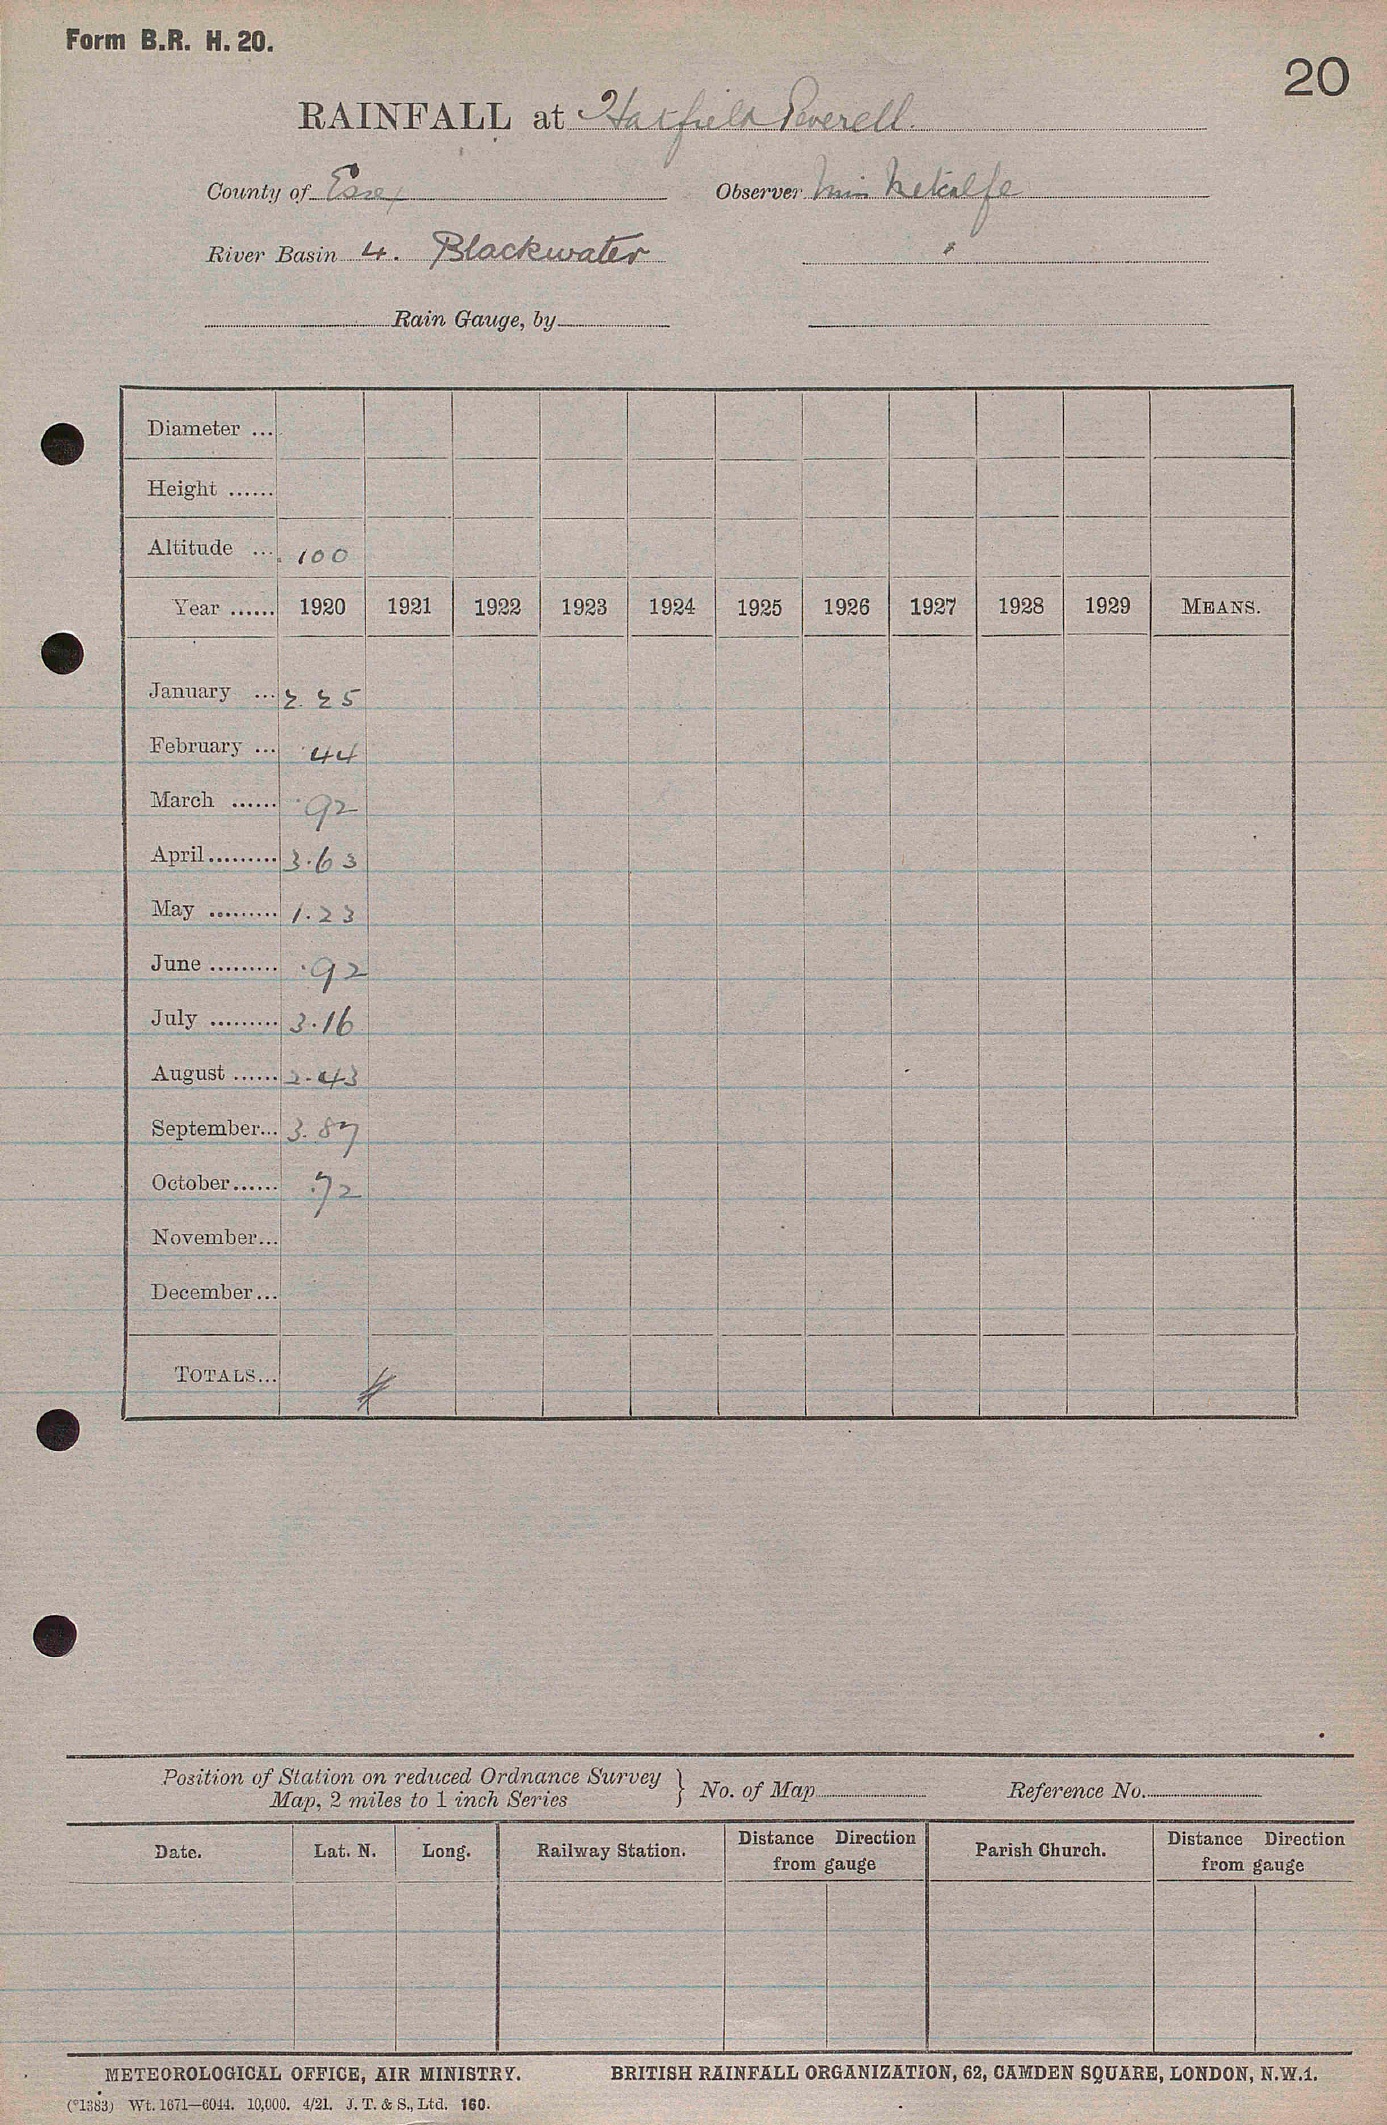 Form B.R. H. 20.
20
RAINFALL at Hatfield Peverell.
County of Essex Observer Miss Metcalfe
River Basin 4. Blackwater
Rain Gauge, by
Diameter ...
Height ......
Altitude ... 100
Year ...... 1920 1921 1922 1923 1924 1925 1926 1927 1928 1929 MEANS.
January ... 2.25
February ... .44
March ...... .92
April......... 3.63
May ......... 1.23
June ......... .92
July ......... 3.16
August ...... 2.43
September... 3.87
October...... .72
November...
December...
TOTALS...
Position of Station on reduced Ordnance Survey
Map, 2 miles to 1 inch Series } No. of Map Reference No.
Date. Lat. N. Long. Railway Station. Distance Direction from gauge Parish Church. Distance Direction from gauge
METEOROLOGICAL OFFICE, AIR MINISTRY. BRITISH RAINFALL ORGANIZATION, 62, CAMDEN SQUARE, LONDON, N.W.1.
(*1383) Wt. 1671—6044. 10,000. 4/21. J. T. & S., Ltd. 160.